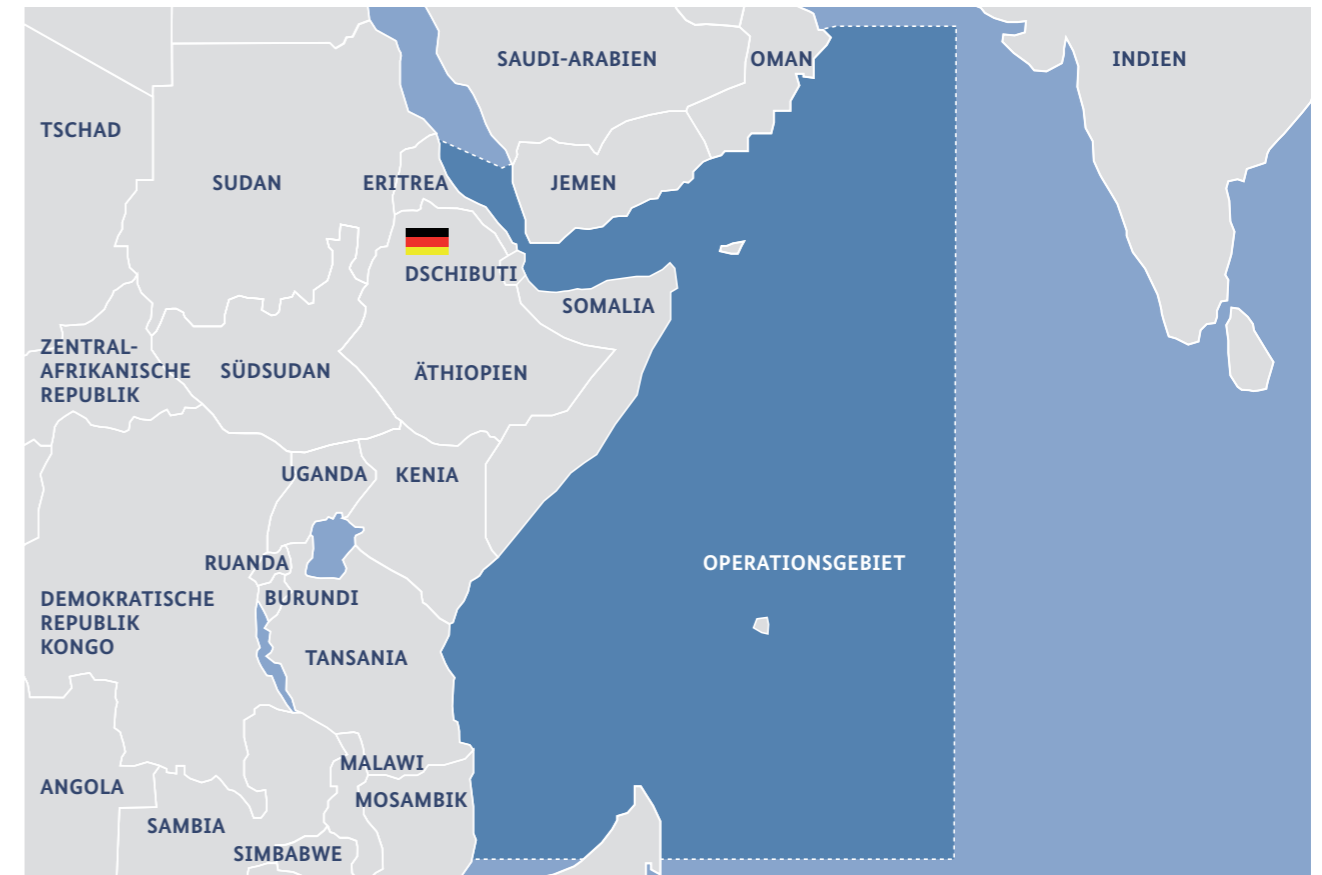 SAUDI-ARABIEN
OMAN
INDIEN
TSCHAD
SUDAN
ERITREA
JEMEN
DSCHIBUTI
SOMALIA
ZENTRAL-
AFRIKANISCHE
REPUBLIK
SÜDSUDAN
ÄTHIOPIEN
UGANDA
KENIA
RUANDA
OPERATIONSGEBIET
DEMOKRATISCHE
REPUBLIK
KONGO
BURUNDI
TANSANIA
MALAWI
ANGOLA
MOSAMBIK
SAMBIA
SIMBABWE